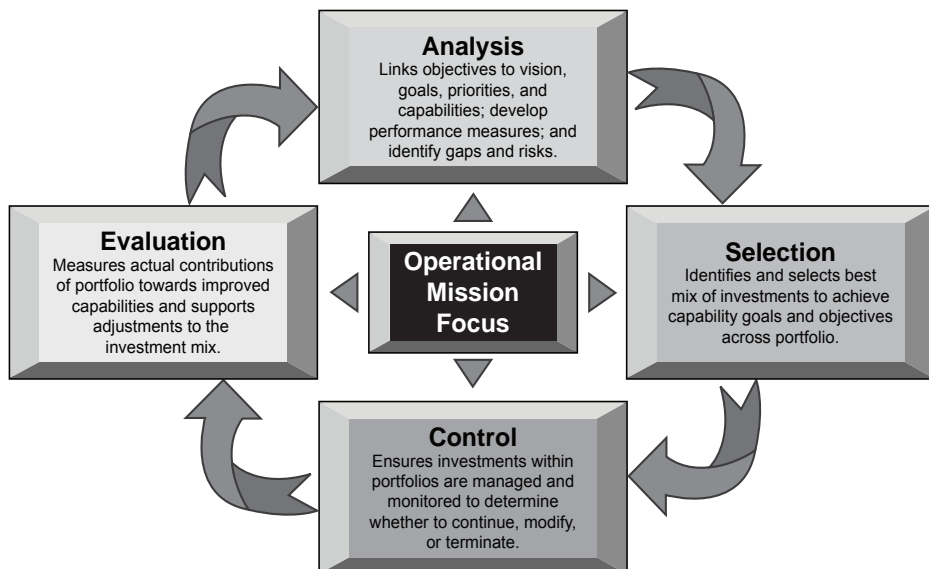 Analysis
Links objectives to vision,
goals, priorities, and
capabilities; develop
performance measures; and
identify gaps and risks.
Evaluation
Measures actual contributions
of portfolio towards improved
capabilities and supports
adjustments to the
investment mix.
Operational
Mission
Focus
Selection
Identifies and selects best
mix of investments to achieve
capability goals and objectives
across portfolio.
Control
Ensures investments within
portfolios are managed and
monitored to determine
whether to continue, modify,
or terminate.